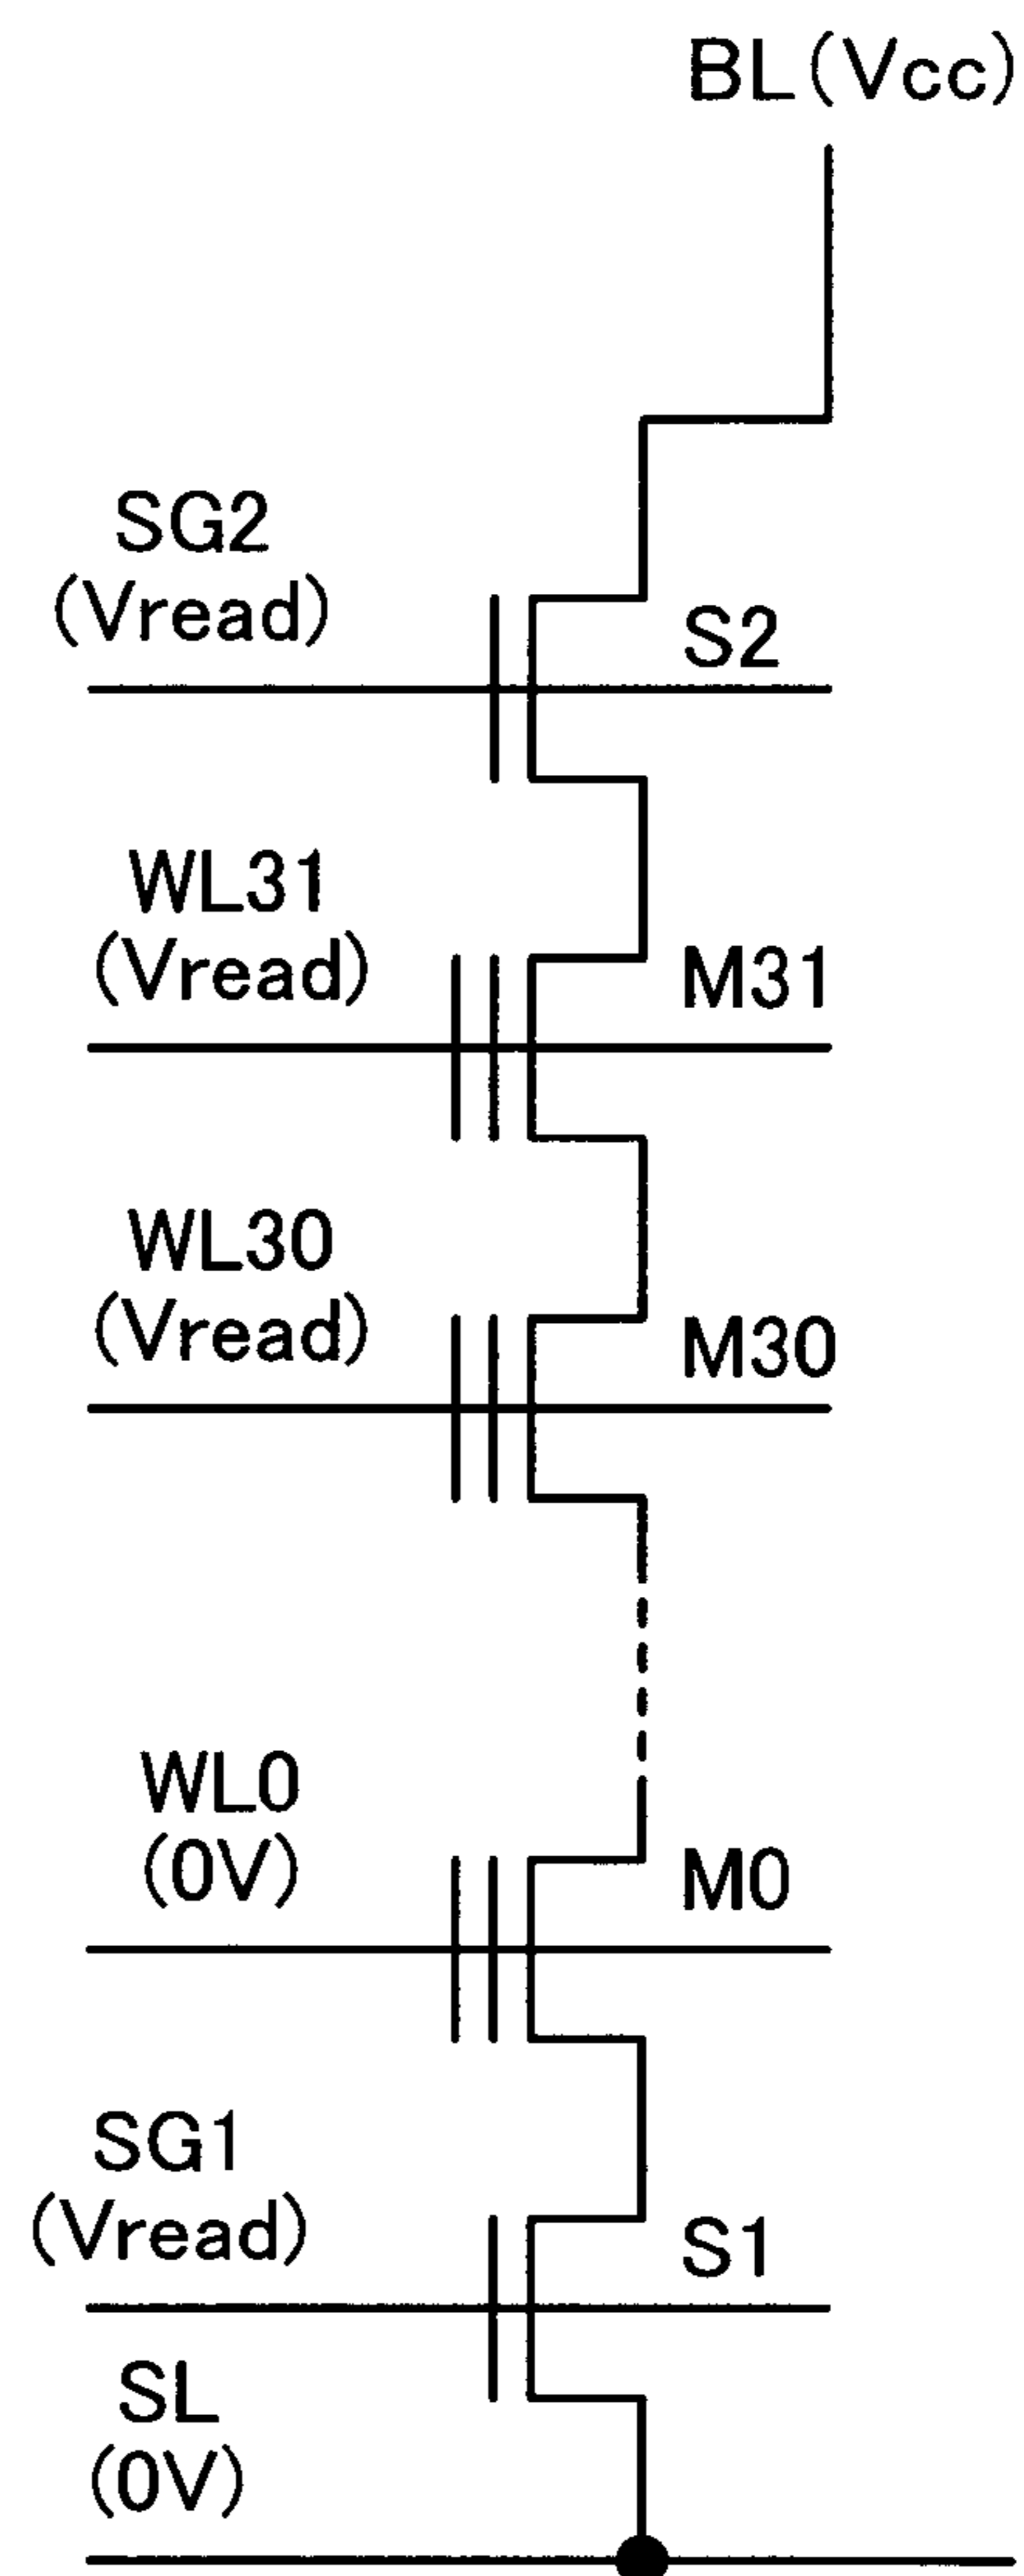 BL(Vcc)
SG2
(Vread)
S2
WL31
(Vread)
M31
WL30
(Vread)
M30
WL0
(0V)
M0
SG1
(Vread)
S1
SL
(0V)